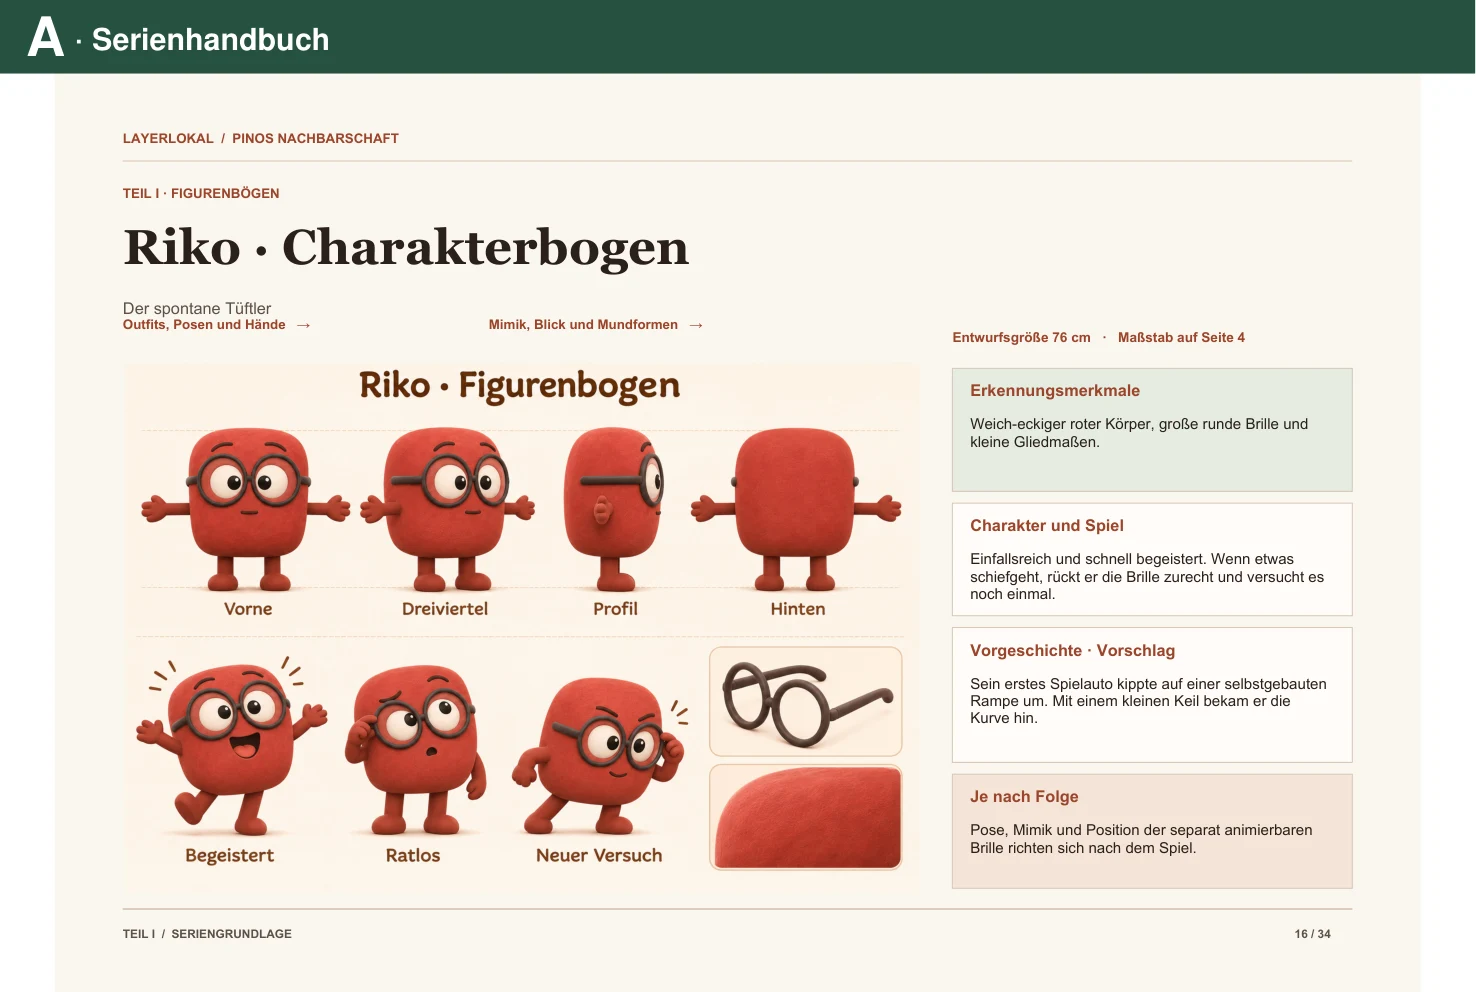 A · Serienhandbuch
LAYERLOKAL / PINOS NACHBARSCHAFT
TEIL I · FIGURENBÖGEN
Riko · Charakterbogen
Der spontane Tüftler
Outfits, Posen und Hände →
Mimik, Blick und Mundformen →
Entwurfsgröße 76 cm · Maßstab auf Seite 4
Riko · Figurenbogen
Vorne
Dreiviertel
Profil
Hinten
Begeistert
Ratlos
Neuer Versuch
Erkennungsmerkmale
Weich-eckiger roter Körper, große runde Brille und
kleine Gliedmaßen.
Charakter und Spiel
Einfallsreich und schnell begeistert. Wenn etwas
schiefgeht, rückt er die Brille zurecht und versucht es
noch einmal.
Vorgeschichte · Vorschlag
Sein erstes Spielauto kippte auf einer selbstgebauten
Rampe um. Mit einem kleinen Keil bekam er die
Kurve hin.
Je nach Folge
Pose, Mimik und Position der separat animierbaren
Brille richten sich nach dem Spiel.
TEIL I / SERIENGRUNDLAGE
16 / 34